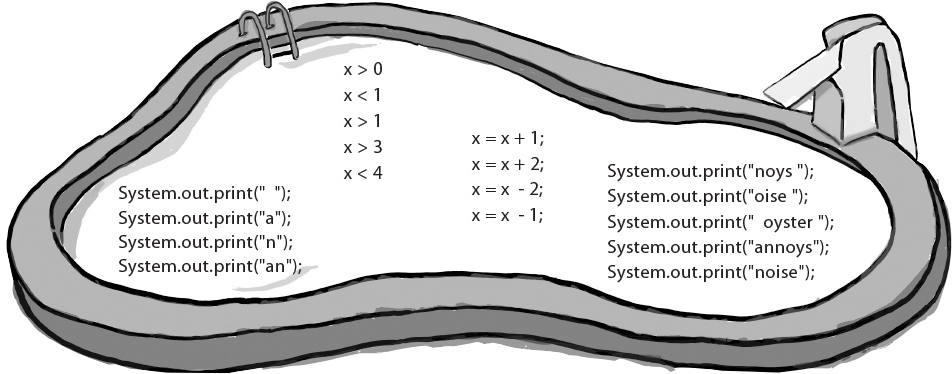 x > 0
x < 1
x > 1
x > 3
x < 4
x = x + 1;
x = x + 2;
x = x - 2;
x = x - 1;
System.out.print(" ");
System.out.print("a");
System.out.print("n");
System.out.print("an");
System.out.print("noys ");
System.out.print("oise ");
System.out.print(" oyster ");
System.out.print("annoys");
System.out.print("noise");